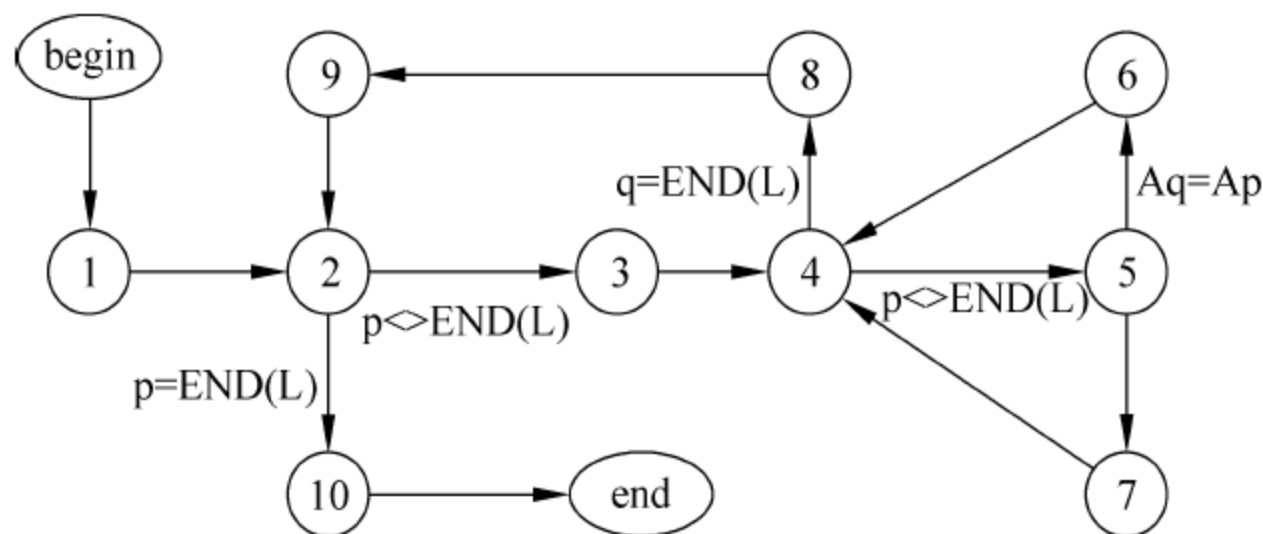 begin
9
8
6
q=END(L)
Aq=Ap
1
2
3
4
5
p<>END(L)
p<>END(L)
p=END(L)
10
end
7